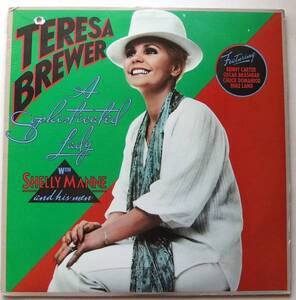 TERESA
BREWER
A
Sophisticated
Lady
WITH
SHELLY MANNE
and his men
Featuring
BENNY CARTER
OSCAR BRASHEAR
CHUCK DOMANICO
MIKE LANG